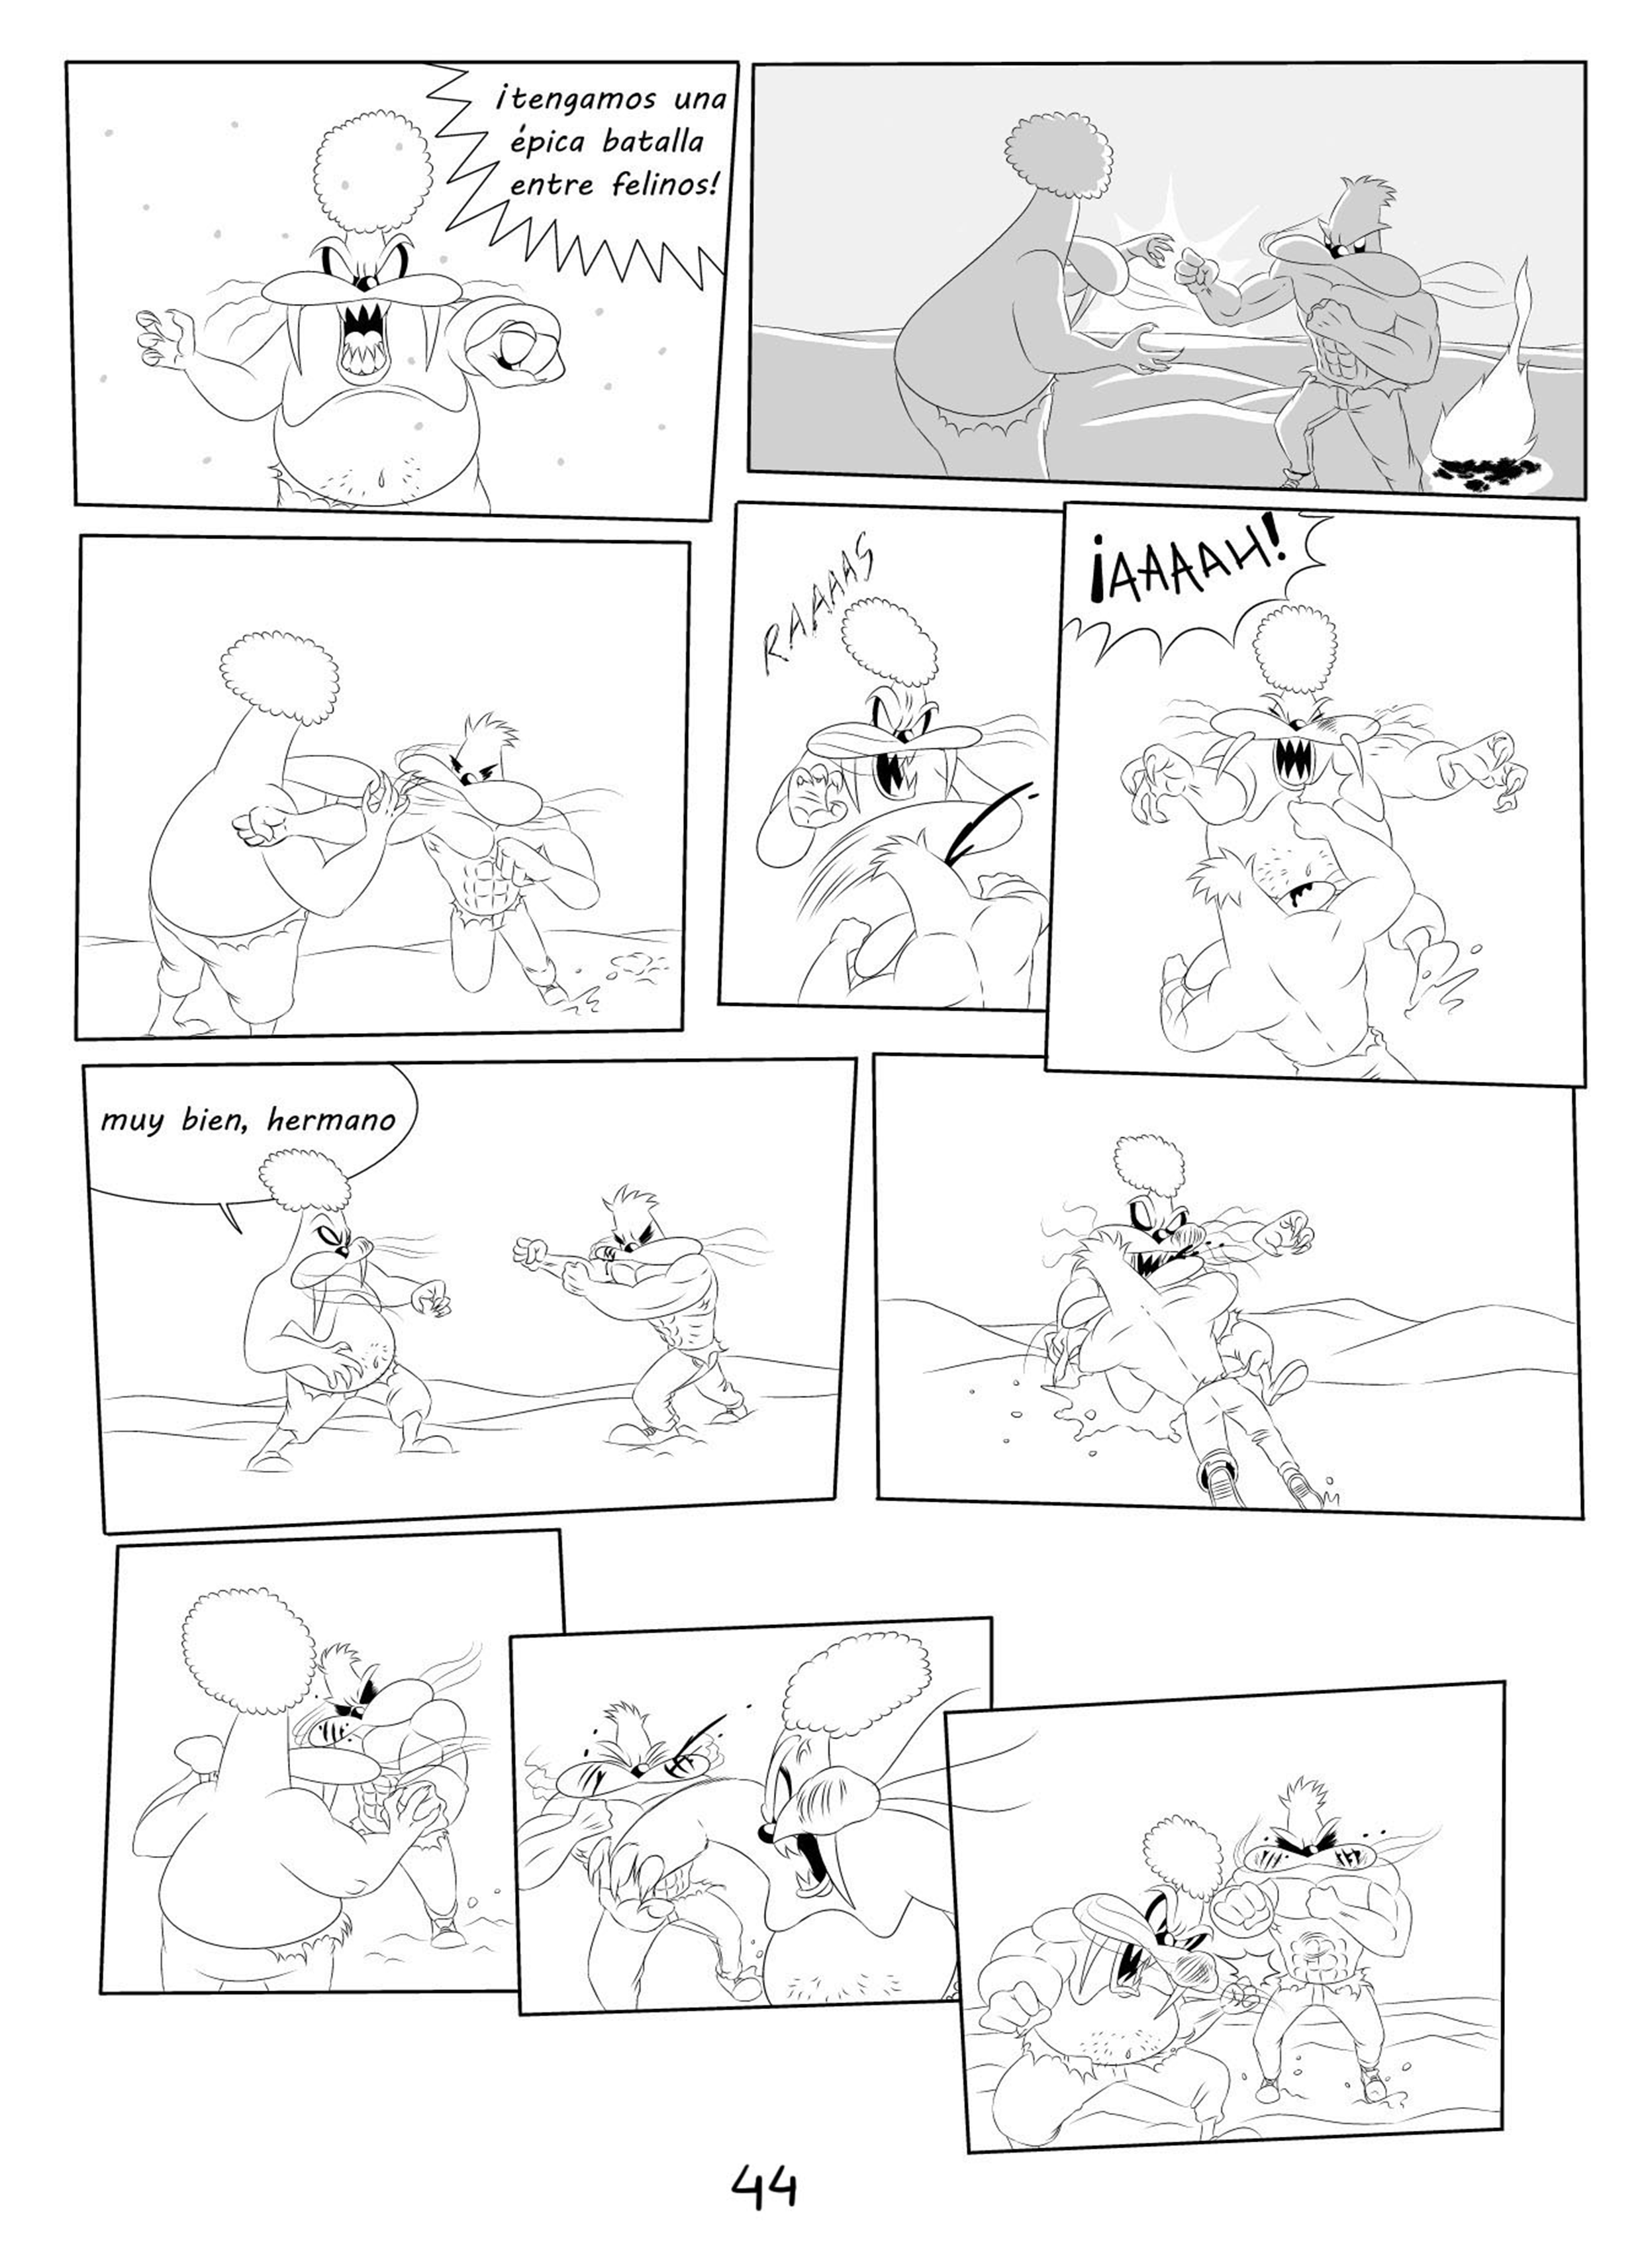 ¡tengamos una
épica batalla
entre felinos!
RAAAAS
¡AAAAH!
muy bien, hermano
44